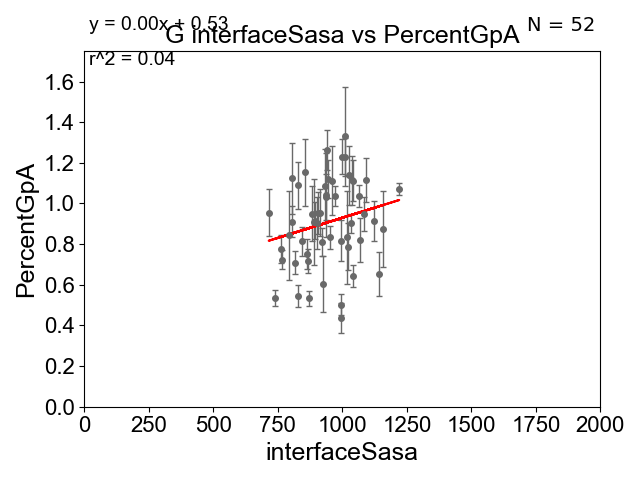 y = 0.00x + 0.53
G interfaceSasa vs PercentGpA
N = 52
r^2 = 0.04
PercentGpA
1.6
1.4
1.2
1.0
0.8
0.6
0.4
0.2
0.0
0 250 500 750 1000 1250 1500 1750 2000
interfaceSasa